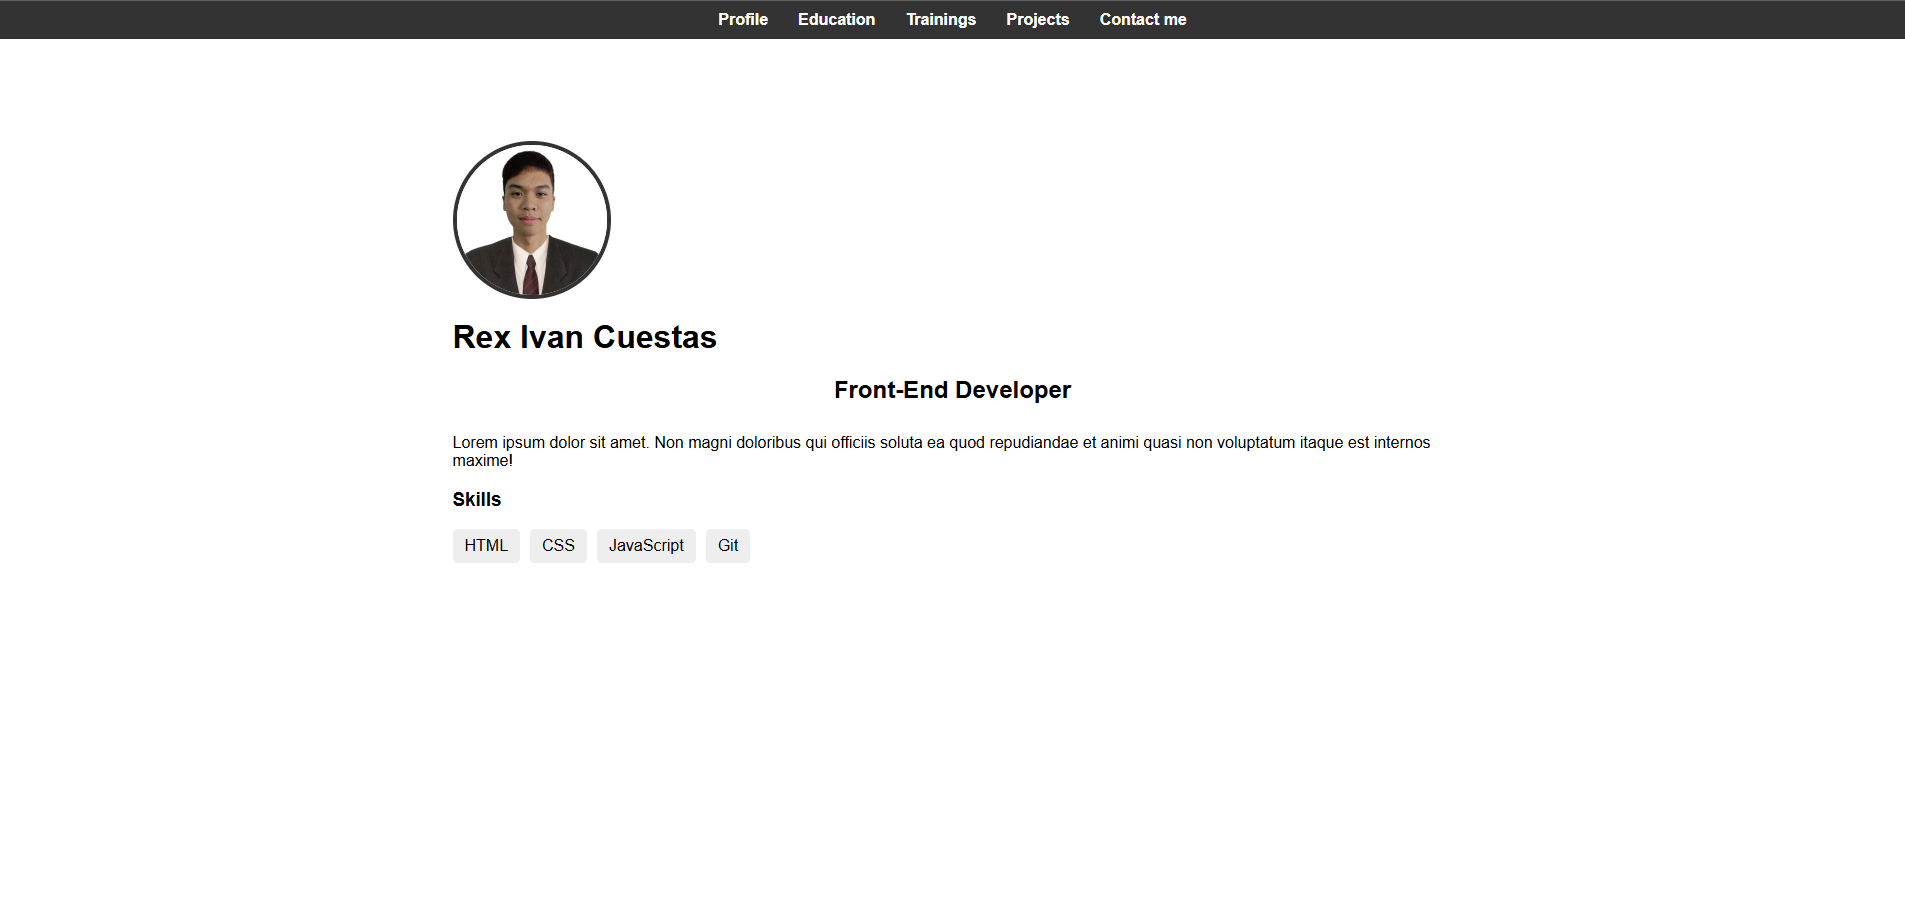 Profile Education Trainings Projects Contact me
Rex Ivan Cuestas
Front-End Developer
Lorem ipsum dolor sit amet. Non magni doloribus qui officiis soluta ea quod repudiandae et animi quasi non voluptatum itaque est internos
maxime!
Skills
HTML CSS JavaScript Git